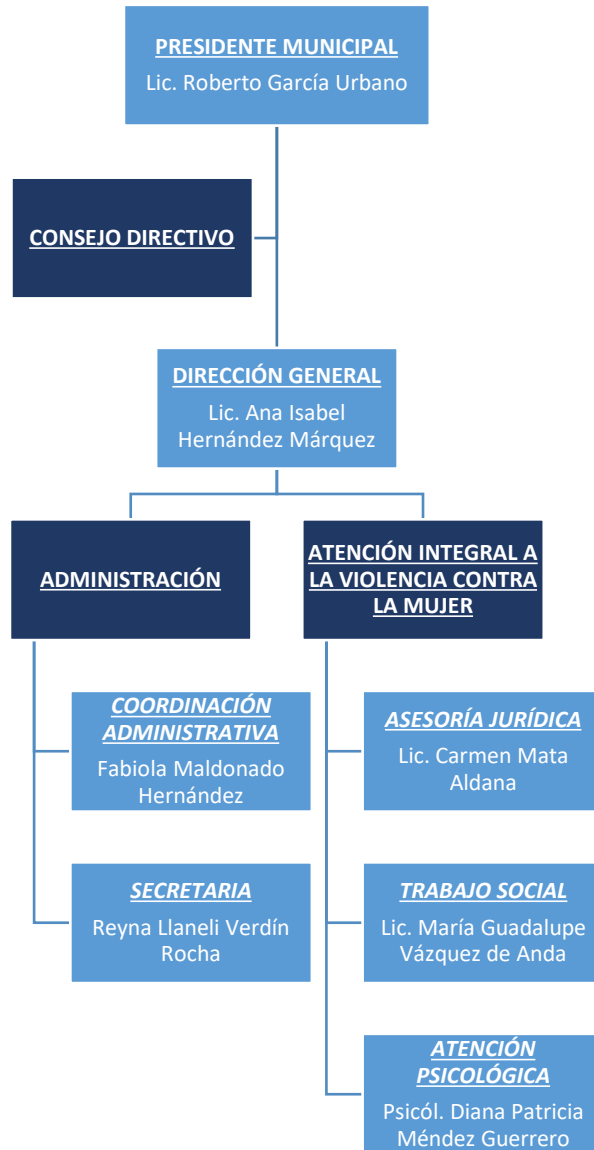 PRESIDENTE MUNICIPAL
Lic. Roberto García Urbano
CONSEJO DIRECTIVO
DIRECCIÓN GENERAL
Lic. Ana Isabel
Hernández Márquez
ADMINISTRACIÓN
COORDINACIÓN
ADMINISTRATIVA
Fabiola Maldonado
Hernández
SECRETARIA
Reyna Llaneli Verdín
Rocha
ATENCIÓN INTEGRAL A
LA VIOLENCIA CONTRA
LA MUJER
ASESORÍA JURÍDICA
Lic. Carmen Mata
Aldana
TRABAJO SOCIAL
Lic. María Guadalupe
Vázquez de Anda
ATENCIÓN
PSICOLÓGICA
Psicól. Diana Patricia
Méndez Guerrero